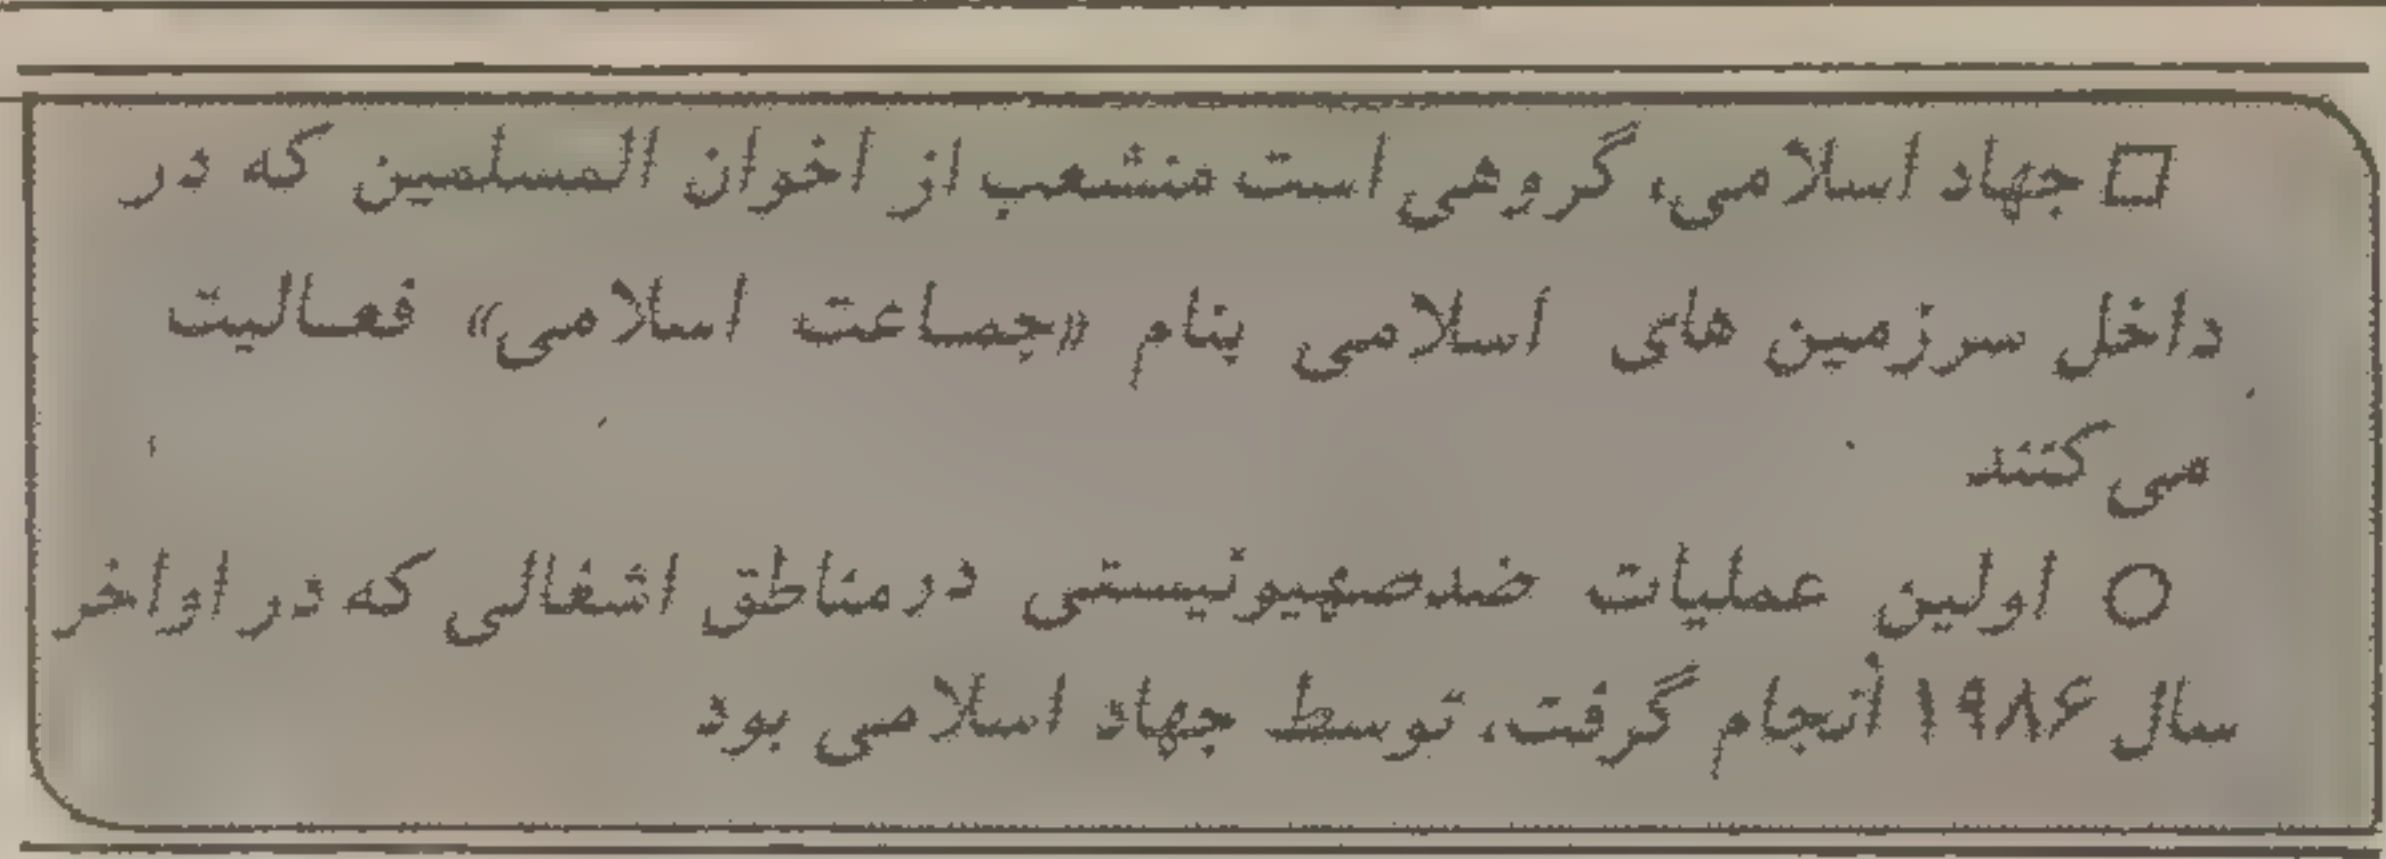 □ جهاد اسلامی، گروهی است منشعب از اخوان المسلمین که در
داخل سرزمین های اسلامی بنام «جماعت اسلامی» فعالیت
می کنند
○ اولین عملیات ضدصهیونیستی در مناطق اشغالی که در اواخر
سال ۱۹۸۶ انجام گرفت، توسط جهاد اسلامی بود